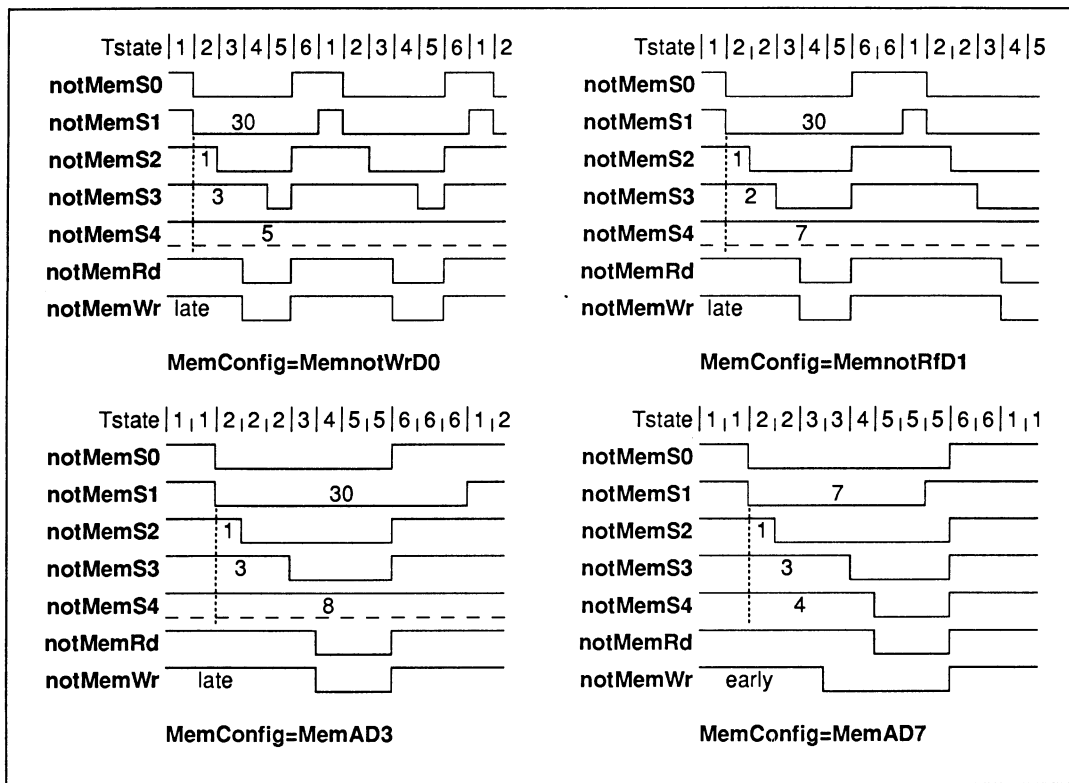 Tstate |1|2|3|4|5|6|1|2|3|4|5|6|1|2
notMemS0
notMemS1 30
notMemS2 1
notMemS3 3
notMemS4 5
notMemRd
notMemWr late
MemConfig=MemnotWrD0
Tstate |1|2|2|3|4|5|6|6|1|2|2|3|4|5
notMemS0
notMemS1 30
notMemS2 1
notMemS3 2
notMemS4 7
notMemRd
notMemWr late
MemConfig=MemnotRfD1
Tstate |1|1|2|2|2|3|4|5|5|6|6|6|1|2
notMemS0
notMemS1 30
notMemS2 1
notMemS3 3
notMemS4 8
notMemRd
notMemWr late
MemConfig=MemAD3
Tstate |1|1|2|2|3|3|4|5|5|5|6|6|1|1
notMemS0
notMemS1 7
notMemS2 1
notMemS3 3
notMemS4 4
notMemRd
notMemWr early
MemConfig=MemAD7